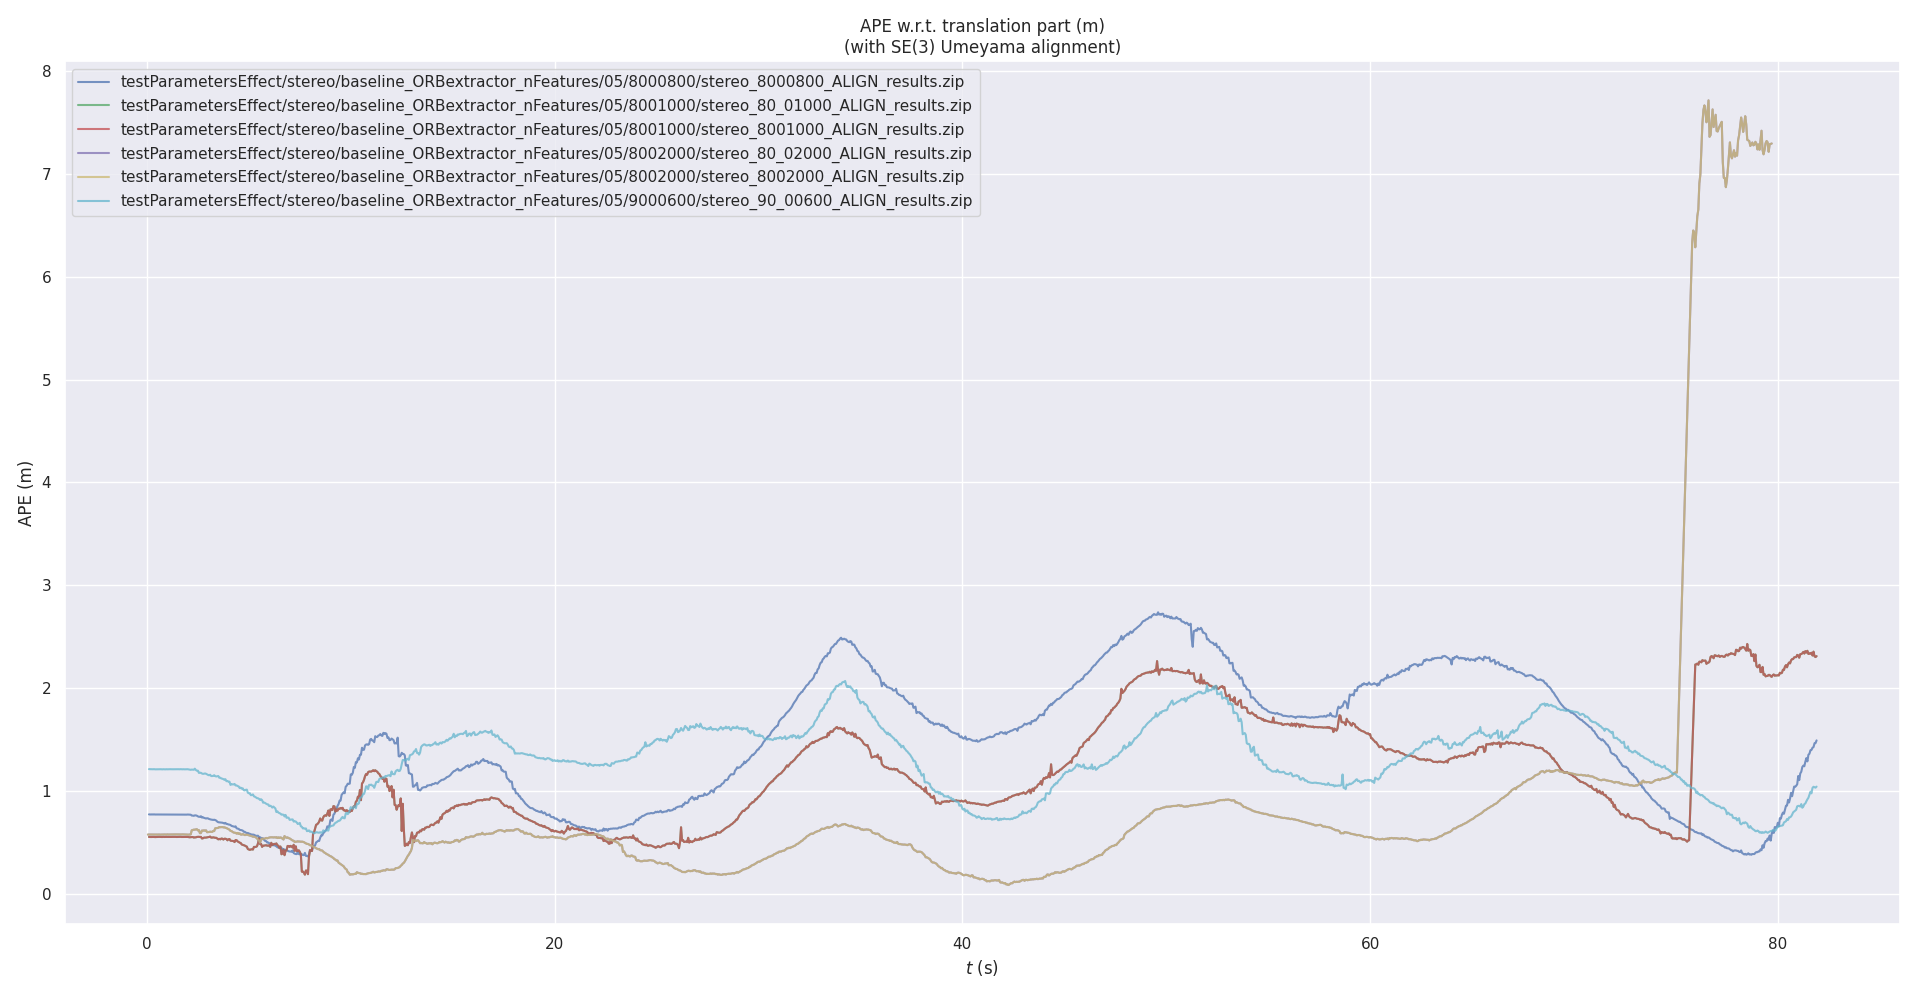 APE w.r.t. translation part (m)
(with SE(3) Umeyama alignment)
testParametersEffect/stereo/baseline_ORBextractor_nFeatures/05/8000800/stereo_8000800_ALIGN_results.zip
testParametersEffect/stereo/baseline_ORBextractor_nFeatures/05/8001000/stereo_80_01000_ALIGN_results.zip
testParametersEffect/stereo/baseline_ORBextractor_nFeatures/05/8001000/stereo_8001000_ALIGN_results.zip
testParametersEffect/stereo/baseline_ORBextractor_nFeatures/05/8002000/stereo_80_02000_ALIGN_results.zip
testParametersEffect/stereo/baseline_ORBextractor_nFeatures/05/8002000/stereo_8002000_ALIGN_results.zip
testParametersEffect/stereo/baseline_ORBextractor_nFeatures/05/9000600/stereo_90_00600_ALIGN_results.zip
APE (m)
8
7
6
5
4
3
2
1
0
0 20 40 60 80
t (s)